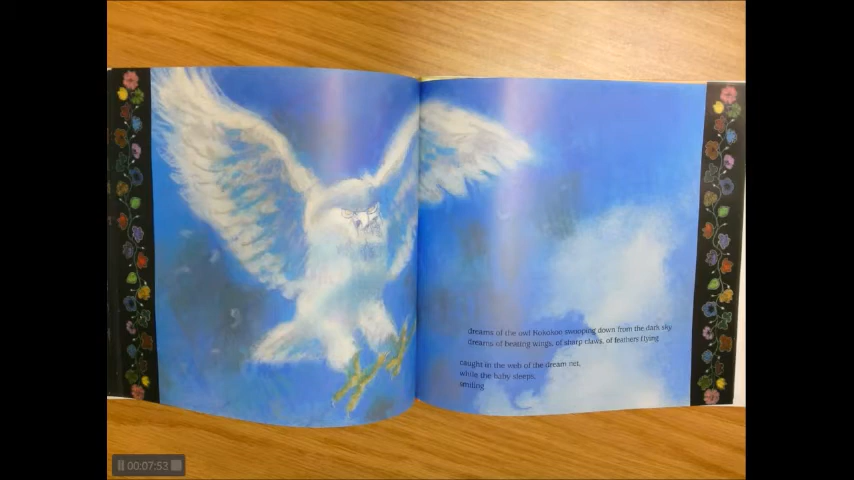 dreams of the owl Kokokoo swooping down from the dark sky
dreams of beating wings, of sharp claws, of feathers flying
caught in the web of the dream net,
while the baby sleeps,
smiling
00:07:53